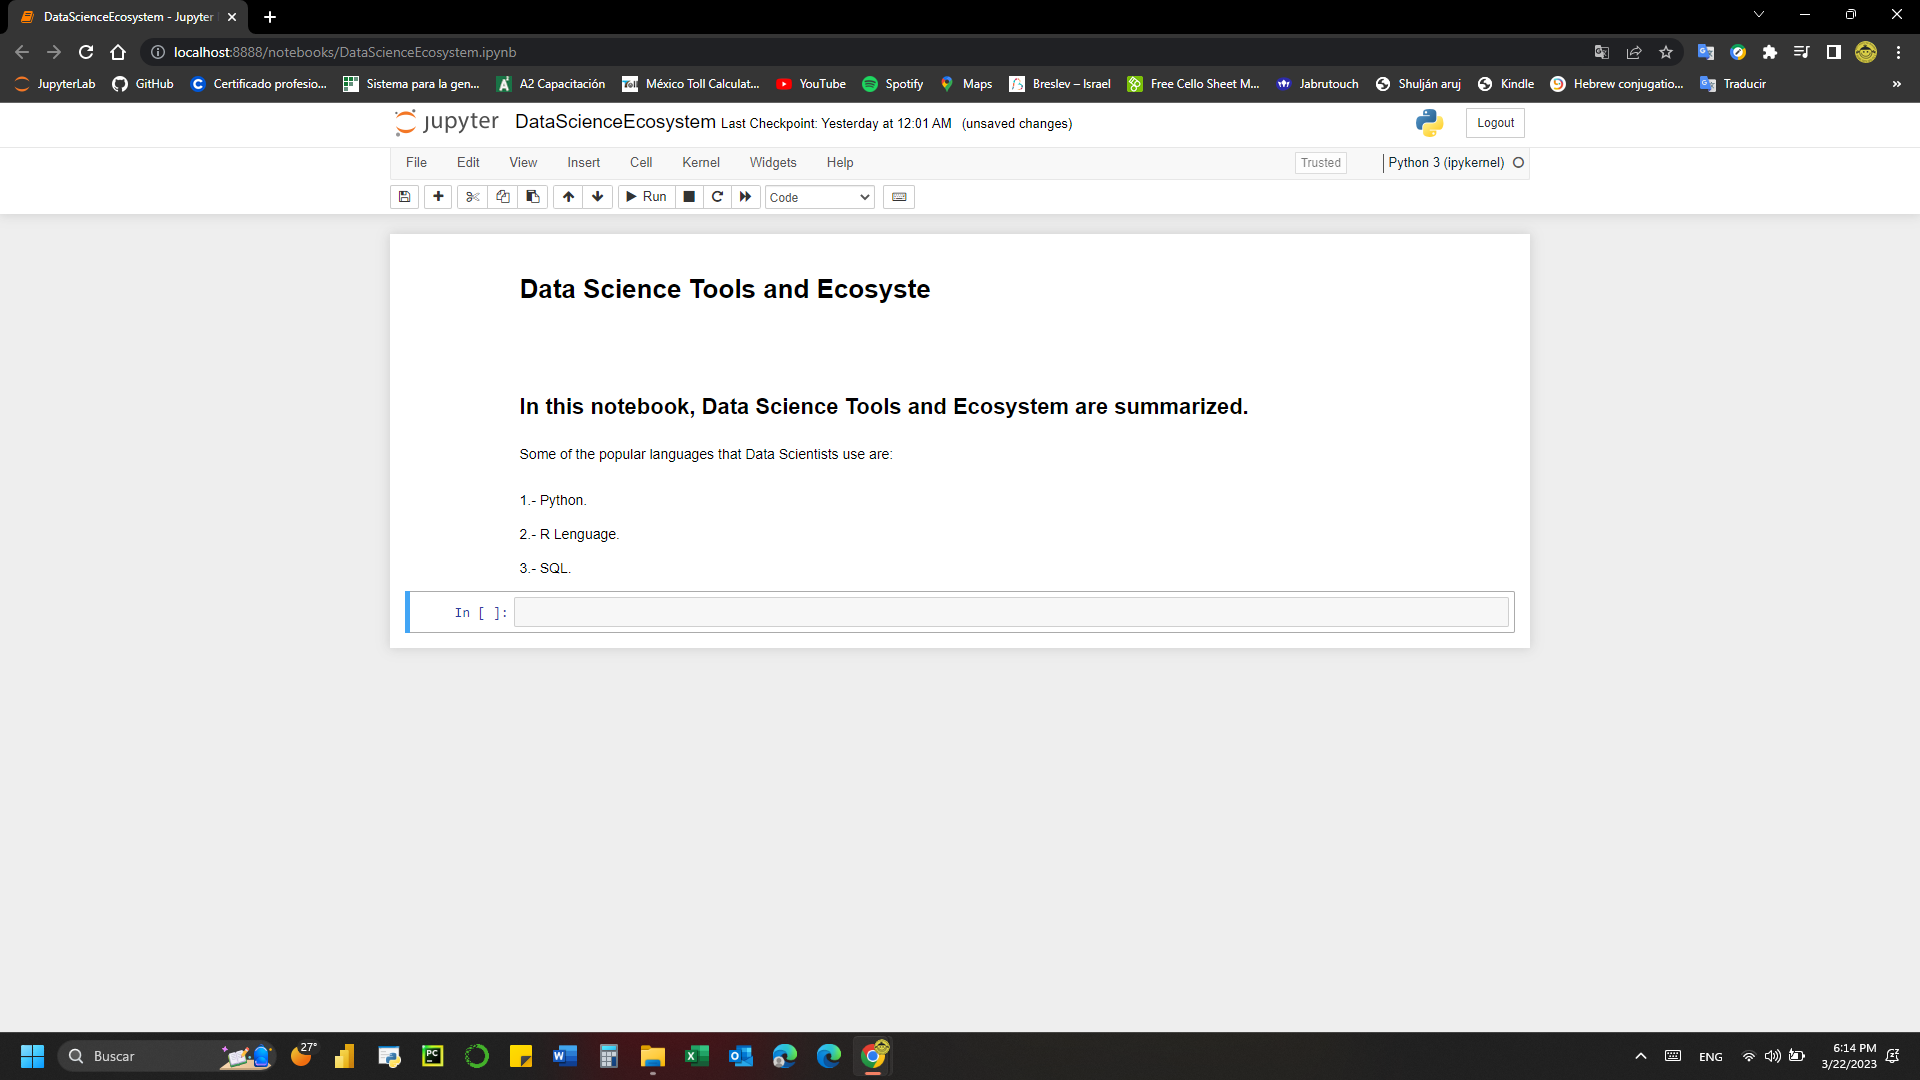 DataScienceEcosystem - Jupyter
localhost:8888/notebooks/DataScienceEcosystem.ipynb
JupyterLab GitHub Certificado profesio... Sistema para la gen... A2 Capacitación México Toll Calculat... YouTube Spotify Maps Breslev – Israel Free Cello Sheet M... Jabrutouch Shulján aruj Kindle Hebrew conjugatio... Traducir »
jupyter DataScienceEcosystem Last Checkpoint: Yesterday at 12:01 AM (unsaved changes) Logout
File Edit View Insert Cell Kernel Widgets Help Trusted Python 3 (ipykernel)
Run Code
Data Science Tools and Ecosyste
In this notebook, Data Science Tools and Ecosystem are summarized.
Some of the popular languages that Data Scientists use are:
1.- Python.
2.- R Lenguage.
3.- SQL.
In [ ]:
Buscar 27° ENG 6:14 PM
3/22/2023